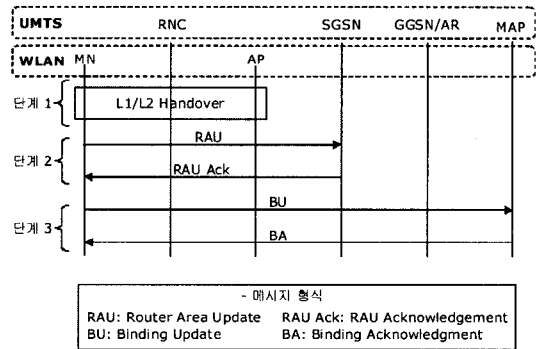 UMTS RNC SGSN GGSN/AR MAP
WLAN MN AP
단계 1 L1/L2 Handover
RAU
단계 2
RAU Ack
BU
단계 3
BA
- 메시지 형식
RAU: Router Area Update RAU Ack: RAU Acknowledgement
BU: Binding Update BA: Binding Acknowledgment